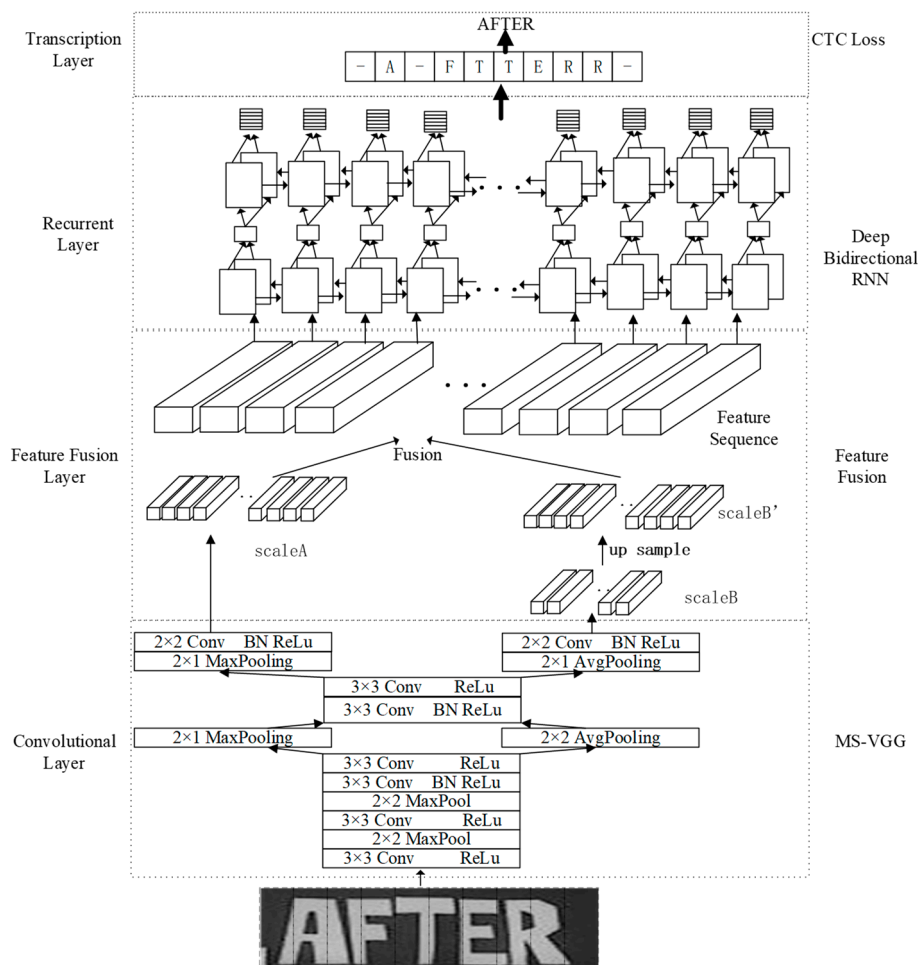 AFTER
Transcription
Layer
CTC Loss
- A - F T T E R R -
Recurrent
Layer
Deep
Bidirectional
RNN
Feature
Sequence
Feature Fusion
Layer
Fusion
Feature
Fusion
scaleA
scaleB'
up sample
scaleB
2×2 Conv BN ReLu
2×1 MaxPooling
2×2 Conv BN ReLu
2×1 AvgPooling
3×3 Conv ReLu
3×3 Conv BN ReLu
Convolutional
Layer
2×1 MaxPooling
2×2 AvgPooling
MS-VGG
3×3 Conv ReLu
3×3 Conv BN ReLu
2×2 MaxPool
3×3 Conv ReLu
2×2 MaxPool
3×3 Conv ReLu
AFTER